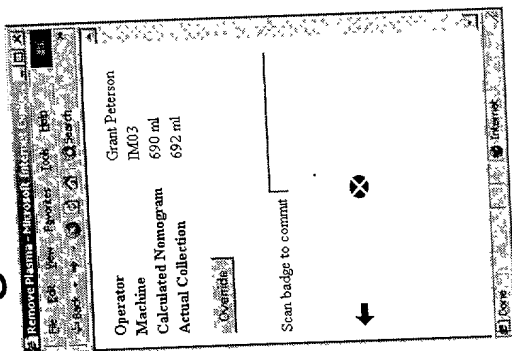 Remove Plasma - Microsoft Internet E
File Edit View Favorites Tools Help
Back Search
Operator Grant Peterson
Machine IM03
Calculated Nomogram 690 ml
Actual Collection 692 ml
Override
Scan badge to commit
Done Internet